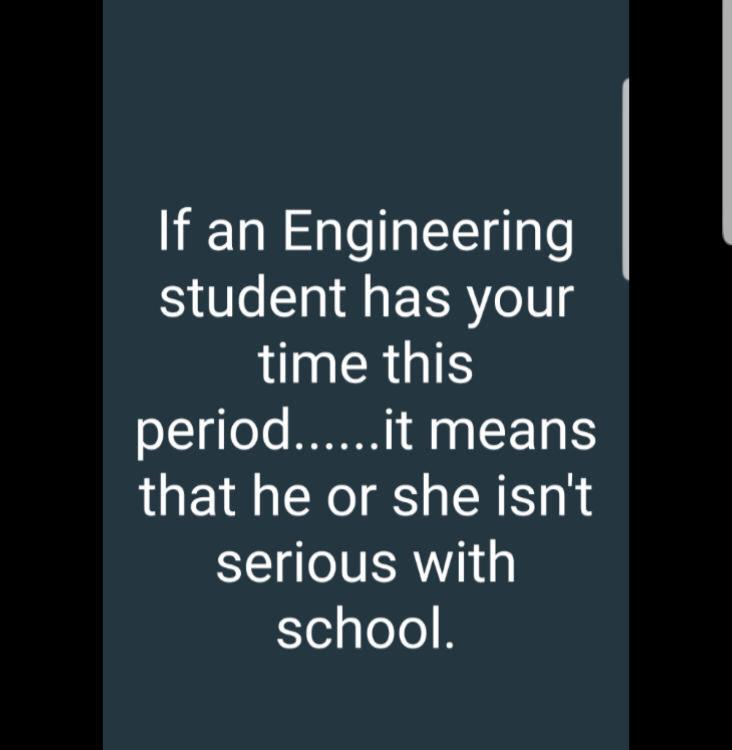 If an Engineering
student has your
time this
period......it means
that he or she isn't
serious with
school.